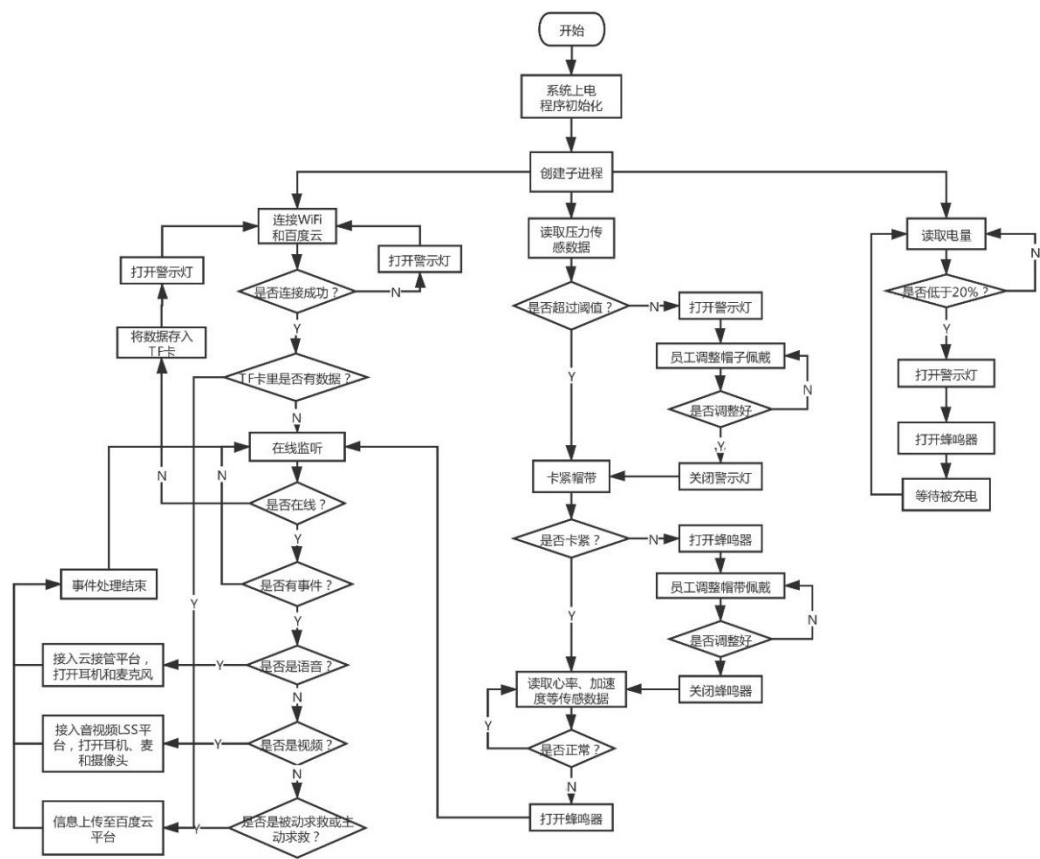 开始
系统上电
程序初始化
创建子进程
连接WiFi
和百度云
打开警示灯
打开警示灯
是否连接成功？
N
Y
将数据存入
TF卡
TF卡里是否有数据？
N
在线监听
N
N
是否在线？
Y
事件处理结束
是否有事件？
Y
Y
接入云接管平台，
打开耳机和麦克风
Y
是否是语音？
N
接入音视频LSS平
台，打开耳机、麦
和摄像头
Y
是否是视频？
N
信息上传至百度云
平台
Y
是否是被动求救或主
动求救？
读取压力传
感数据
是否超过阈值？
N
打开警示灯
员工调整帽子佩戴
N
是否调整好
Y
Y
关闭警示灯
卡紧帽带
是否卡紧？
N
打开蜂鸣器
员工调整帽带佩戴
N
是否调整好
Y
Y
关闭蜂鸣器
读取心率、加速
度等传感数据
Y
是否正常？
N
打开蜂鸣器
读取电量
N
是否低于20%？
Y
打开警示灯
打开蜂鸣器
等待被充电